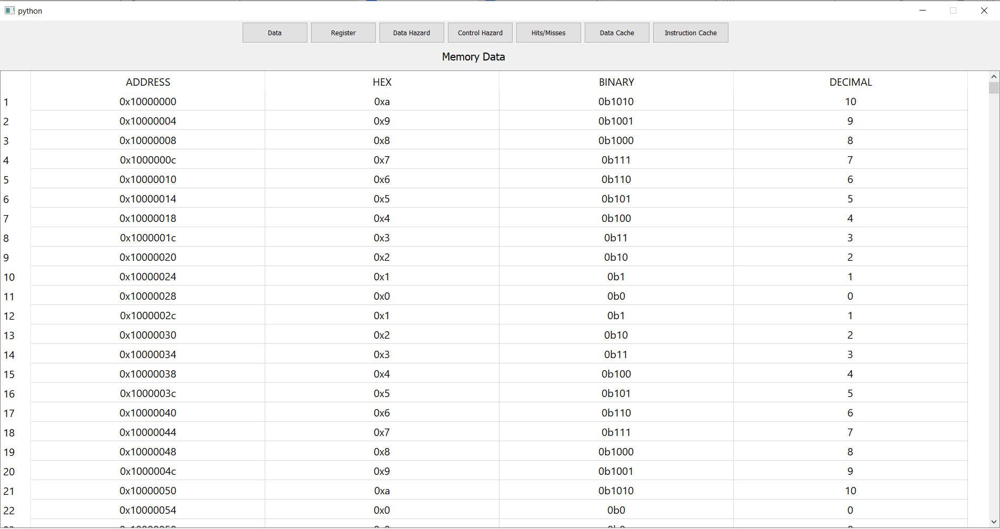 python
Data Register Data Hazard Control Hazard Hits/Misses Data Cache Instruction Cache
Memory Data
ADDRESS HEX BINARY DECIMAL
1 0x10000000 0xa 0b1010 10
2 0x10000004 0x9 0b1001 9
3 0x10000008 0x8 0b1000 8
4 0x1000000c 0x7 0b111 7
5 0x10000010 0x6 0b110 6
6 0x10000014 0x5 0b101 5
7 0x10000018 0x4 0b100 4
8 0x1000001c 0x3 0b11 3
9 0x10000020 0x2 0b10 2
10 0x10000024 0x1 0b1 1
11 0x10000028 0x0 0b0 0
12 0x1000002c 0x1 0b1 1
13 0x10000030 0x2 0b10 2
14 0x10000034 0x3 0b11 3
15 0x10000038 0x4 0b100 4
16 0x1000003c 0x5 0b101 5
17 0x10000040 0x6 0b110 6
18 0x10000044 0x7 0b111 7
19 0x10000048 0x8 0b1000 8
20 0x1000004c 0x9 0b1001 9
21 0x10000050 0xa 0b1010 10
22 0x10000054 0x0 0b0 0